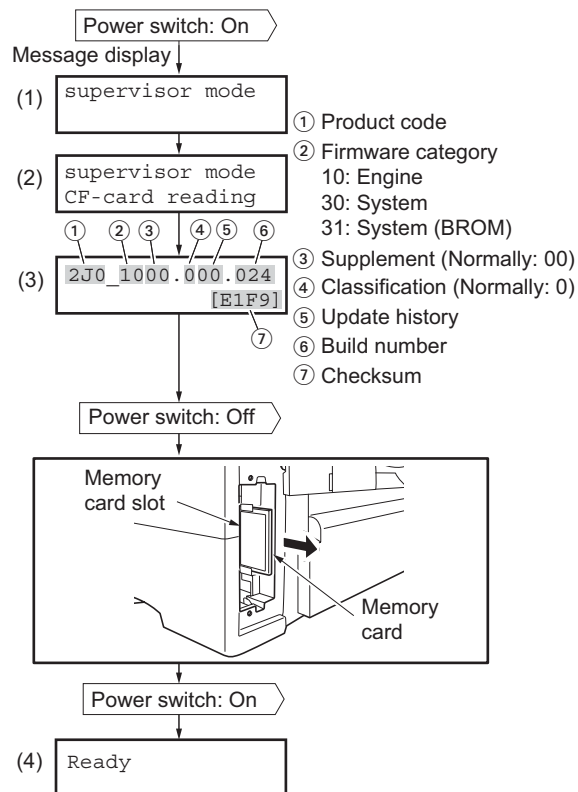 Power switch: On
Message display
(1)
supervisor mode
① Product code
② Firmware category
10: Engine
30: System
31: System (BROM)
③ Supplement (Normally: 00)
④ Classification (Normally: 0)
⑤ Update history
⑥ Build number
⑦ Checksum
(2)
supervisor mode
CF-card reading
① ② ③ ④ ⑤ ⑥
(3)
2J0_1000.000.024
[E1F9]
⑦
Power switch: Off
Memory
card slot
Memory
card
Power switch: On
(4)
Ready